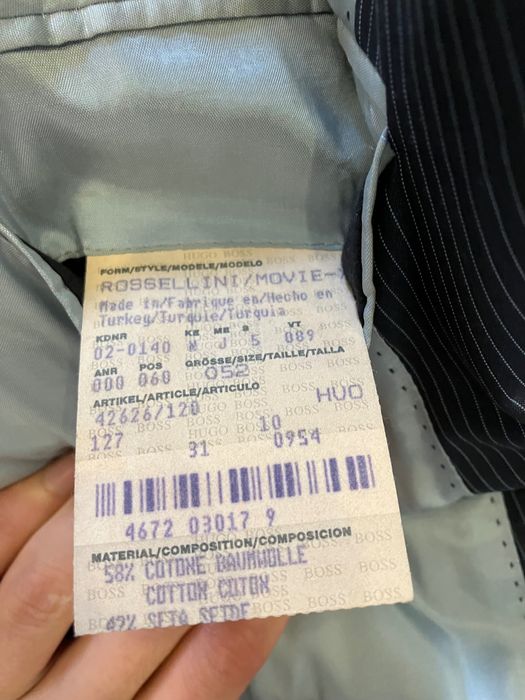 FORM/STYLE/MODELE/MODELO
ROSSELLINI/MOVIE-
Made in/Fabrique en/Hecho en
Turkey/Turquie/Turquia
KDNR KE ME S VT
02-0140 N J 5 089
ANR POS GRÖSSE/SIZE/TAILLE/TALLA
000 060 052
ARTIKEL/ARTICLE/ARTICULO HUO
42626/120 10
127 31 0954
4672 03017 9
MATERIAL/COMPOSITION/COMPOSICION
58% COTONE BAUMWOLLE
COTTON COTON
42% SETA SEIDE